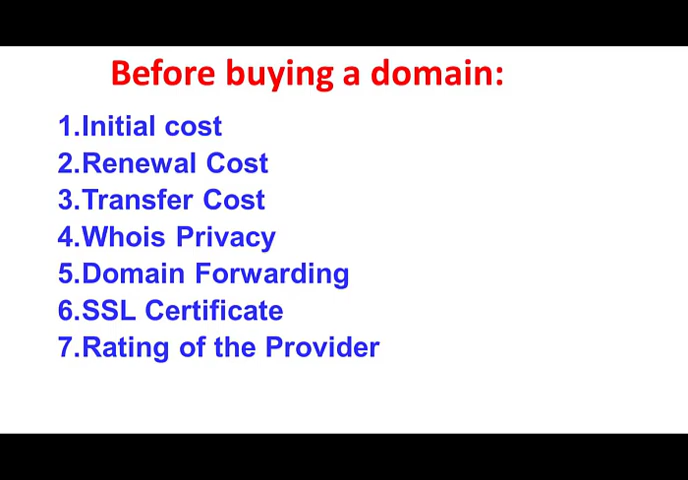 Before buying a domain:
1.Initial cost
2.Renewal Cost
3.Transfer Cost
4.Whois Privacy
5.Domain Forwarding
6.SSL Certificate
7.Rating of the Provider